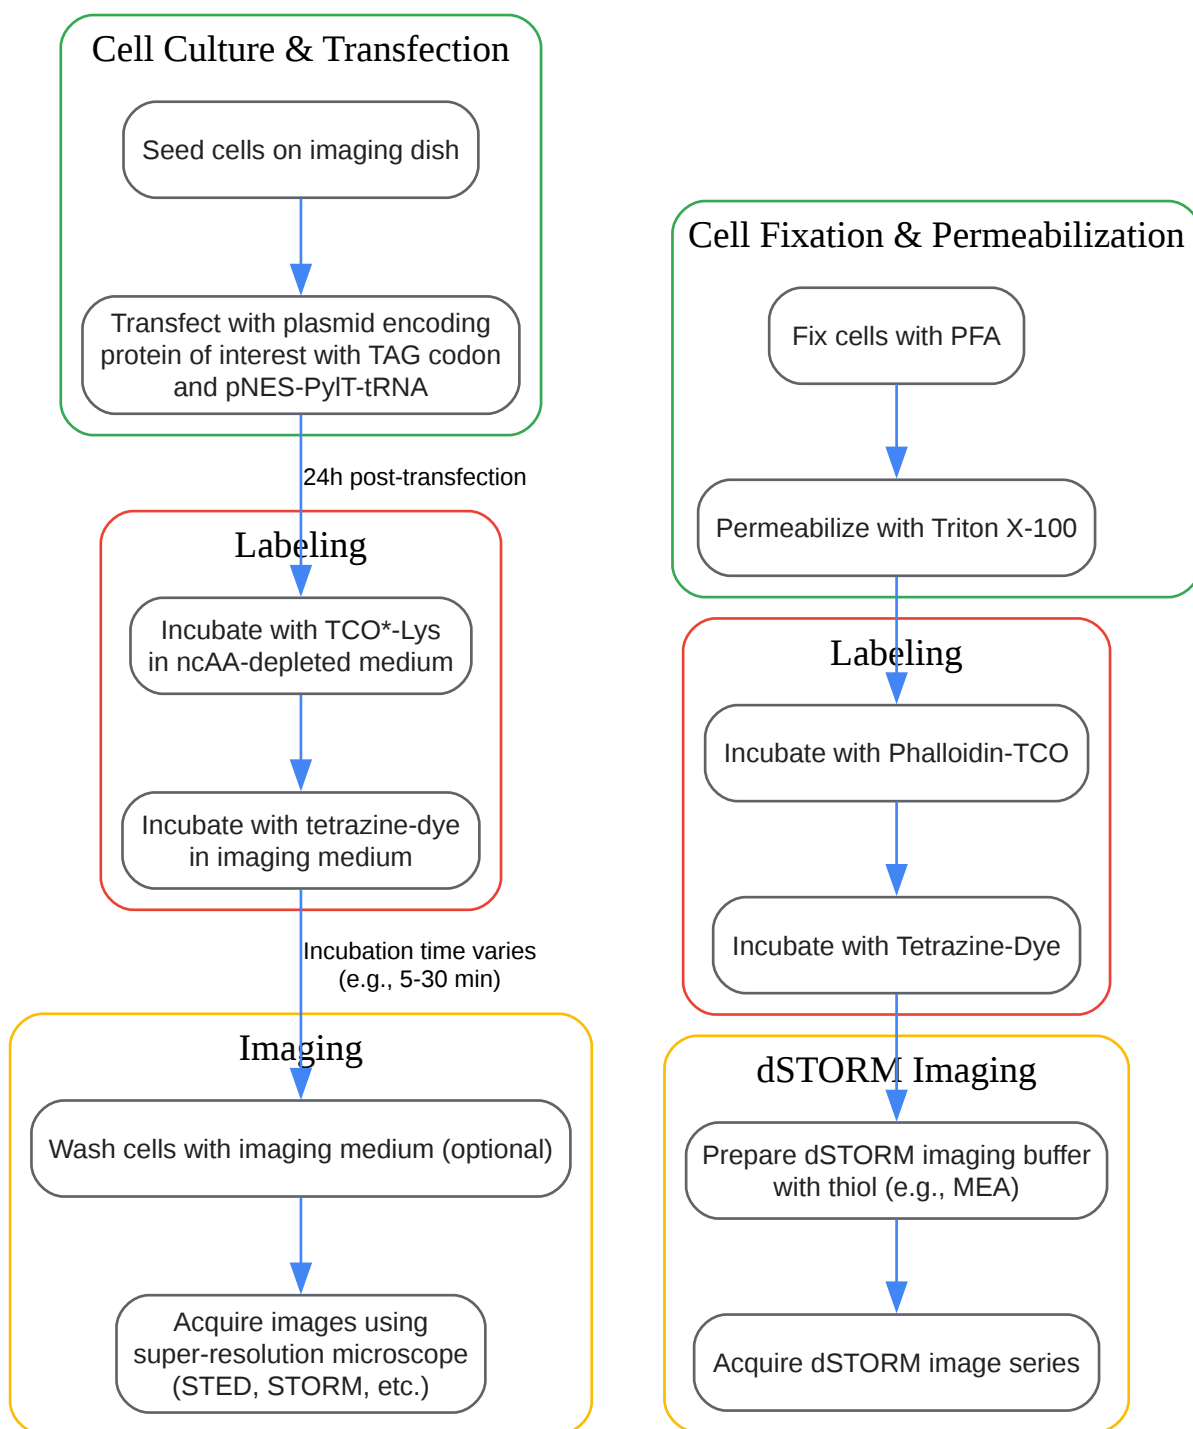 Cell Culture & Transfection
Seed cells on imaging dish
Transfect with plasmid encoding
protein of interest with TAG codon
and pNES-PylT-tRNA
24h post-transfection
Labeling
Incubate with TCO*-Lys
in ncAA-depleted medium
Incubate with tetrazine-dye
in imaging medium
Incubation time varies
(e.g., 5-30 min)
Imaging
Wash cells with imaging medium (optional)
Acquire images using
super-resolution microscope
(STED, STORM, etc.)
Cell Fixation & Permeabilization
Fix cells with PFA
Permeabilize with Triton X-100
Labeling
Incubate with Phalloidin-TCO
Incubate with Tetrazine-Dye
dSTORM Imaging
Prepare dSTORM imaging buffer
with thiol (e.g., MEA)
Acquire dSTORM image series